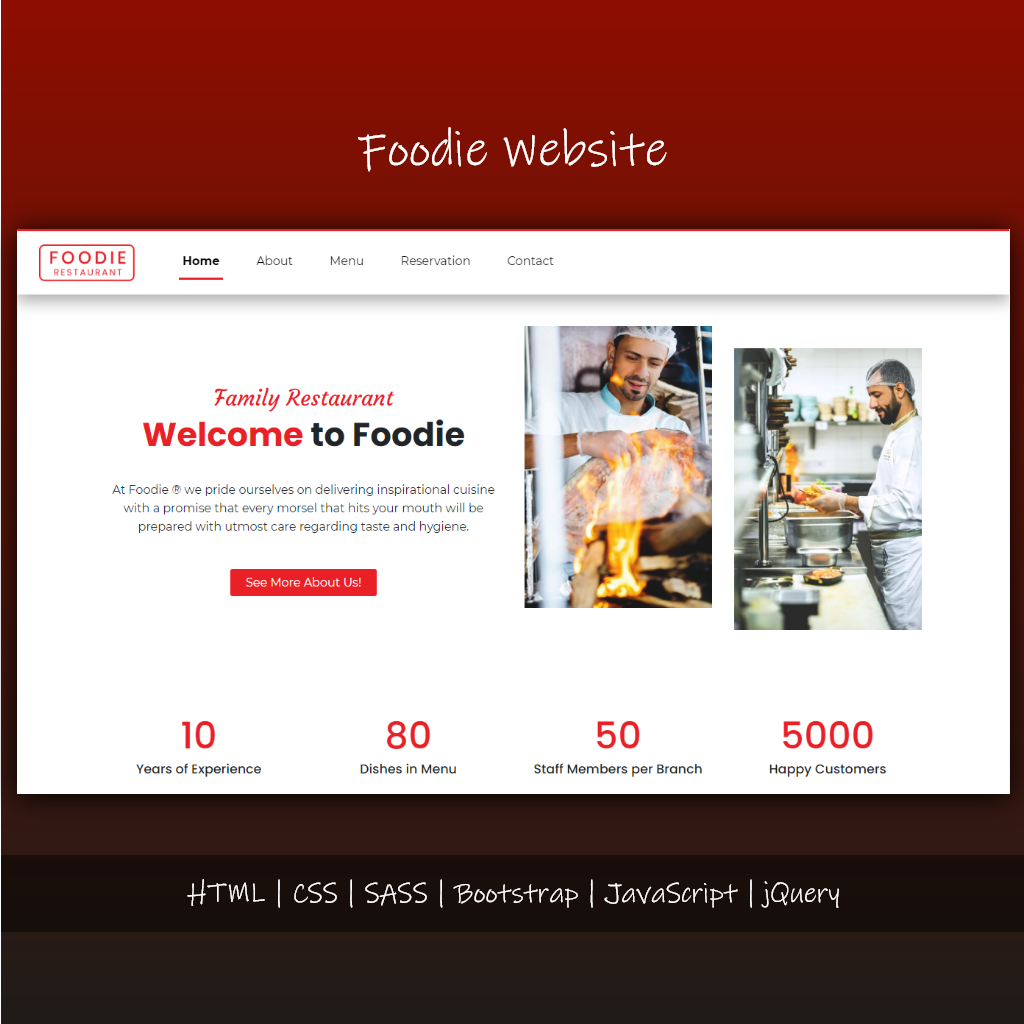 Foodie Website
FOODIE
RESTAURANT
Home About Menu Reservation Contact
Family Restaurant
Welcome to Foodie
At Foodie ® we pride ourselves on delivering inspirational cuisine
with a promise that every morsel that hits your mouth will be
prepared with utmost care regarding taste and hygiene.
See More About Us!
10 80 50 5000
Years of Experience Dishes in Menu Staff Members per Branch Happy Customers
HTML | CSS | SASS | Bootstrap | JavaScript | jQuery